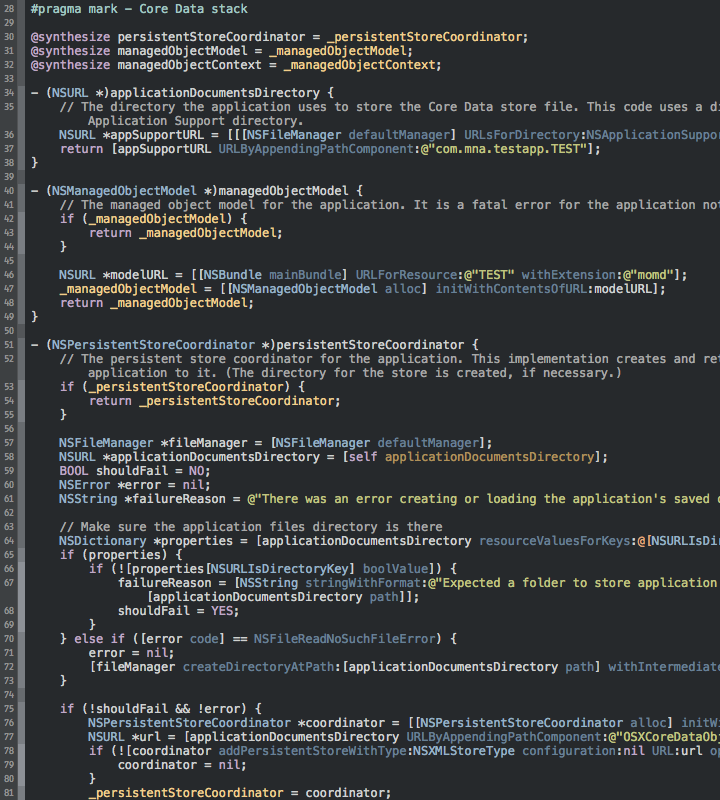 28 #pragma mark - Core Data stack
29
30 @synthesize persistentStoreCoordinator = _persistentStoreCoordinator;
31 @synthesize managedObjectModel = _managedObjectModel;
32 @synthesize managedObjectContext = _managedObjectContext;
33
34 - (NSURL *)applicationDocumentsDirectory {
35 // The directory the application uses to store the Core Data store file. This code uses a di
Application Support directory.
36 NSURL *appSupportURL = [[[NSFileManager defaultManager] URLsForDirectory:NSApplicationSuppor
37 return [appSupportURL URLByAppendingPathComponent:@"com.mna.testapp.TEST"];
38 }
39
40 - (NSManagedObjectModel *)managedObjectModel {
41 // The managed object model for the application. It is a fatal error for the application not
42 if (_managedObjectModel) {
43 return _managedObjectModel;
44 }
45
46 NSURL *modelURL = [[NSBundle mainBundle] URLForResource:@"TEST" withExtension:@"momd"];
47 _managedObjectModel = [[NSManagedObjectModel alloc] initWithContentsOfURL:modelURL];
48 return _managedObjectModel;
49 }
50
51 - (NSPersistentStoreCoordinator *)persistentStoreCoordinator {
52 // The persistent store coordinator for the application. This implementation creates and ret
application to it. (The directory for the store is created, if necessary.)
53 if (_persistentStoreCoordinator) {
54 return _persistentStoreCoordinator;
55 }
56
57 NSFileManager *fileManager = [NSFileManager defaultManager];
58 NSURL *applicationDocumentsDirectory = [self applicationDocumentsDirectory];
59 BOOL shouldFail = NO;
60 NSError *error = nil;
61 NSString *failureReason = @"There was an error creating or loading the application's saved d
62
63 // Make sure the application files directory is there
64 NSDictionary *properties = [applicationDocumentsDirectory resourceValuesForKeys:@[NSURLIsDir
65 if (properties) {
66 if (![properties[NSURLIsDirectoryKey] boolValue]) {
67 failureReason = [NSString stringWithFormat:@"Expected a folder to store application
[applicationDocumentsDirectory path]];
68 shouldFail = YES;
69 }
70 } else if ([error code] == NSFileReadNoSuchFileError) {
71 error = nil;
72 [fileManager createDirectoryAtPath:[applicationDocumentsDirectory path] withIntermediate
73 }
74
75 if (!shouldFail && !error) {
76 NSPersistentStoreCoordinator *coordinator = [[NSPersistentStoreCoordinator alloc] initWi
77 NSURL *url = [applicationDocumentsDirectory URLByAppendingPathComponent:@"OSXCoreDataObj
78 if (![coordinator addPersistentStoreWithType:NSXMLStoreType configuration:nil URL:url op
79 coordinator = nil;
80 }
81 _persistentStoreCoordinator = coordinator;